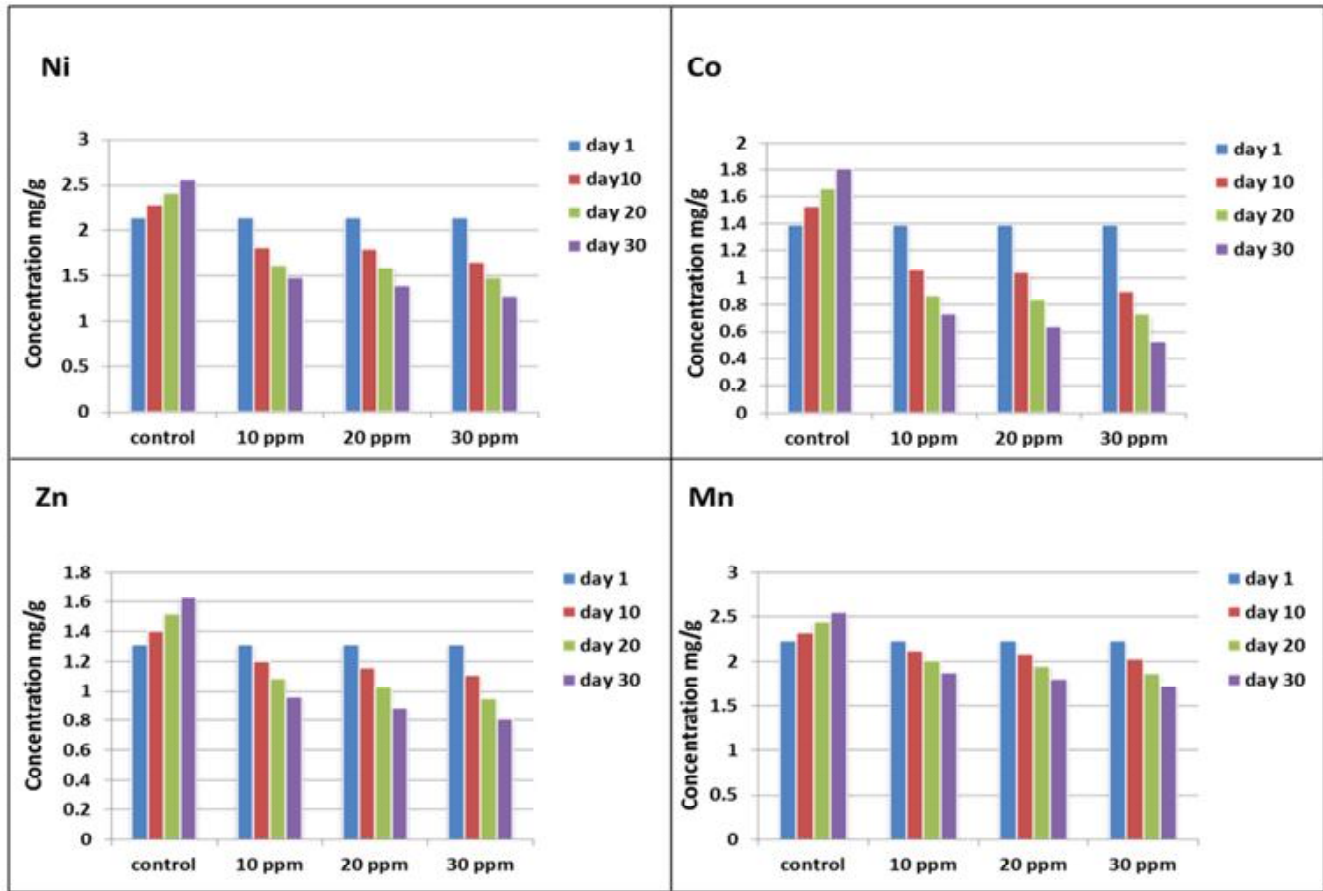 Ni
Concentration mg/g
3
2.5
2
1.5
1
0.5
0
control 10 ppm 20 ppm 30 ppm
day 1
day10
day 20
day 30
Co
Concentration mg/g
2
1.8
1.6
1.4
1.2
1
0.8
0.6
0.4
0.2
0
control 10 ppm 20 ppm 30 ppm
day 1
day 10
day 20
day 30
Zn
Concentration mg/g
1.8
1.6
1.4
1.2
1
0.8
0.6
0.4
0.2
0
control 10 ppm 20 ppm 30 ppm
day 1
day 10
day 20
day 30
Mn
Concentration mg/g
3
2.5
2
1.5
1
0.5
0
control 10 ppm 20 ppm 30 ppm
day 1
day 10
day 20
day 30